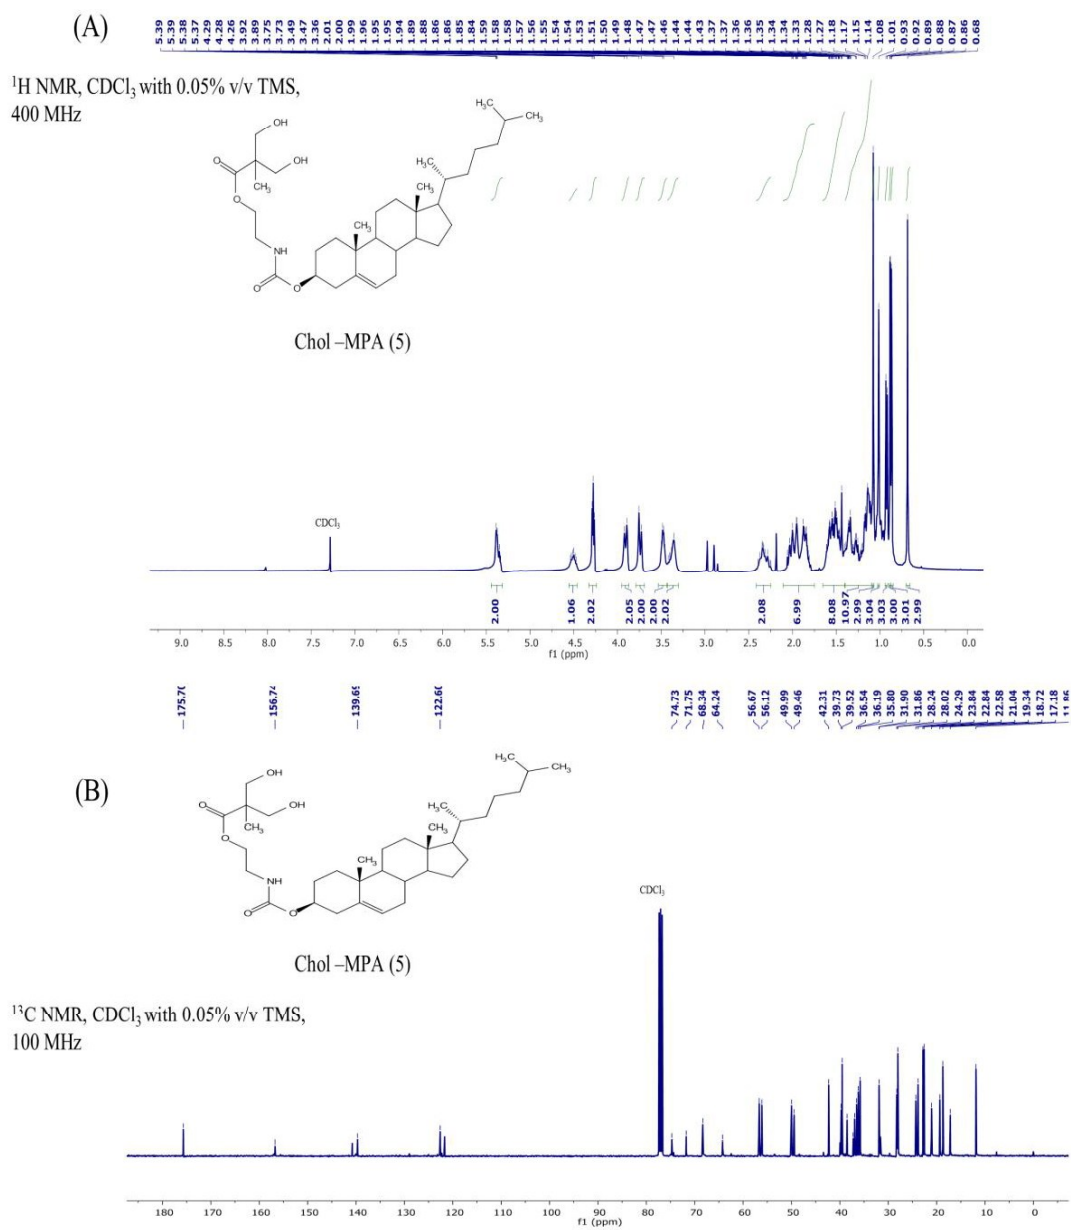 (A)
5.39 5.39 5.38 5.37 4.29 4.28 4.26 3.92 3.89 3.75 3.73 3.49 3.47 3.36 2.01 2.00 1.99 1.96 1.95 1.95 1.94 1.89 1.88 1.86 1.86 1.85 1.84 1.59 1.58 1.58 1.57 1.56 1.55 1.54 1.54 1.53 1.51 1.50 1.49 1.48 1.47 1.47 1.46 1.44 1.44 1.43 1.37 1.37 1.36 1.36 1.35 1.34 1.34 1.33 1.28 1.27 1.18 1.17 1.15 1.14 1.08 1.01 0.93 0.92 0.89 0.88 0.87 0.86 0.68
¹H NMR, CDCl₃ with 0.05% v/v TMS,
400 MHz
OH
O
OH
CH₃
O
NH
O
O
H₃C
CH₃
H₃C
CH₃
CH₃
Chol –MPA (5)
CDCl₃
2.00 1.06 2.02 2.05 2.00 2.00 2.02 2.08 6.99 8.08 10.97 2.99 3.04 3.03 3.00 3.01 2.99
9.0 8.5 8.0 7.5 7.0 6.5 6.0 5.5 5.0 4.5 4.0 3.5 3.0 2.5 2.0 1.5 1.0 0.5 0.0
f1 (ppm)
175.70 156.74 139.69 122.60 74.73 71.75 68.34 64.24 56.67 56.12 49.99 49.46 42.31 39.73 39.52 36.54 36.19 35.80 31.90 31.86 28.24 28.02 24.29 23.84 22.84 22.58 21.04 19.34 18.72 17.18 11.86
(B)
OH
O
OH
CH₃
O
NH
O
O
H₃C
CH₃
H₃C
CH₃
CH₃
Chol –MPA (5)
CDCl₃
¹³C NMR, CDCl₃ with 0.05% v/v TMS,
100 MHz
180 170 160 150 140 130 120 110 100 90 80 70 60 50 40 30 20 10 0
f1 (ppm)